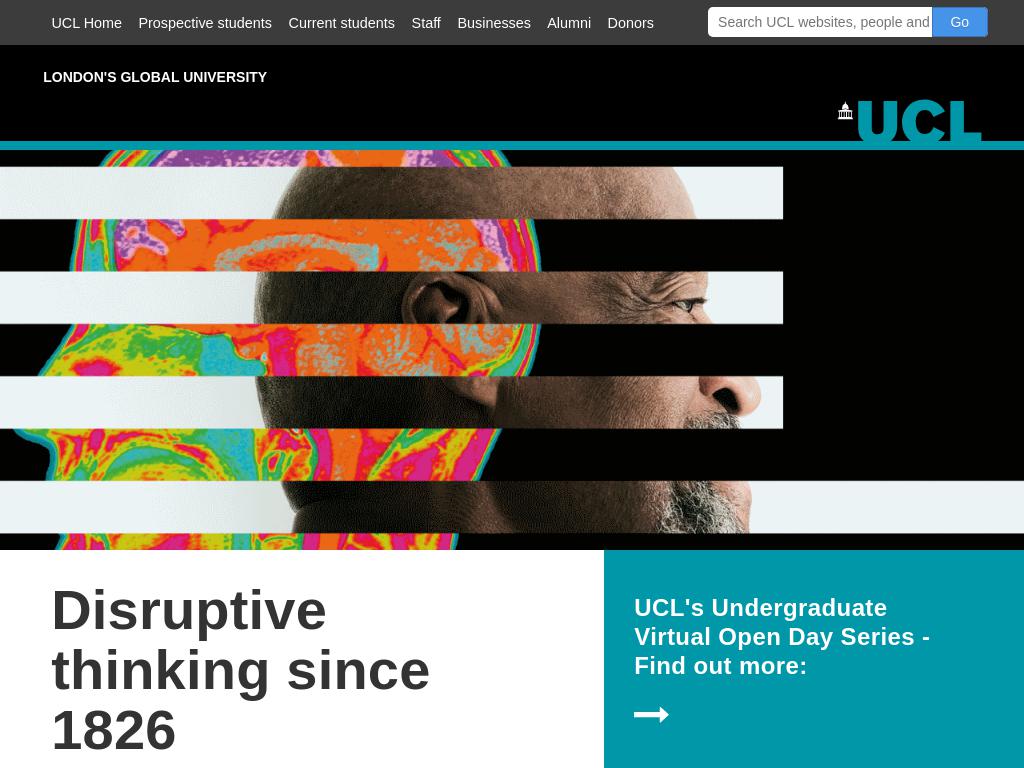 UCL Home Prospective students Current students Staff Businesses Alumni Donors Search UCL websites, people and Go
LONDON'S GLOBAL UNIVERSITY
UCL
Disruptive
thinking since
1826
UCL's Undergraduate
Virtual Open Day Series -
Find out more: